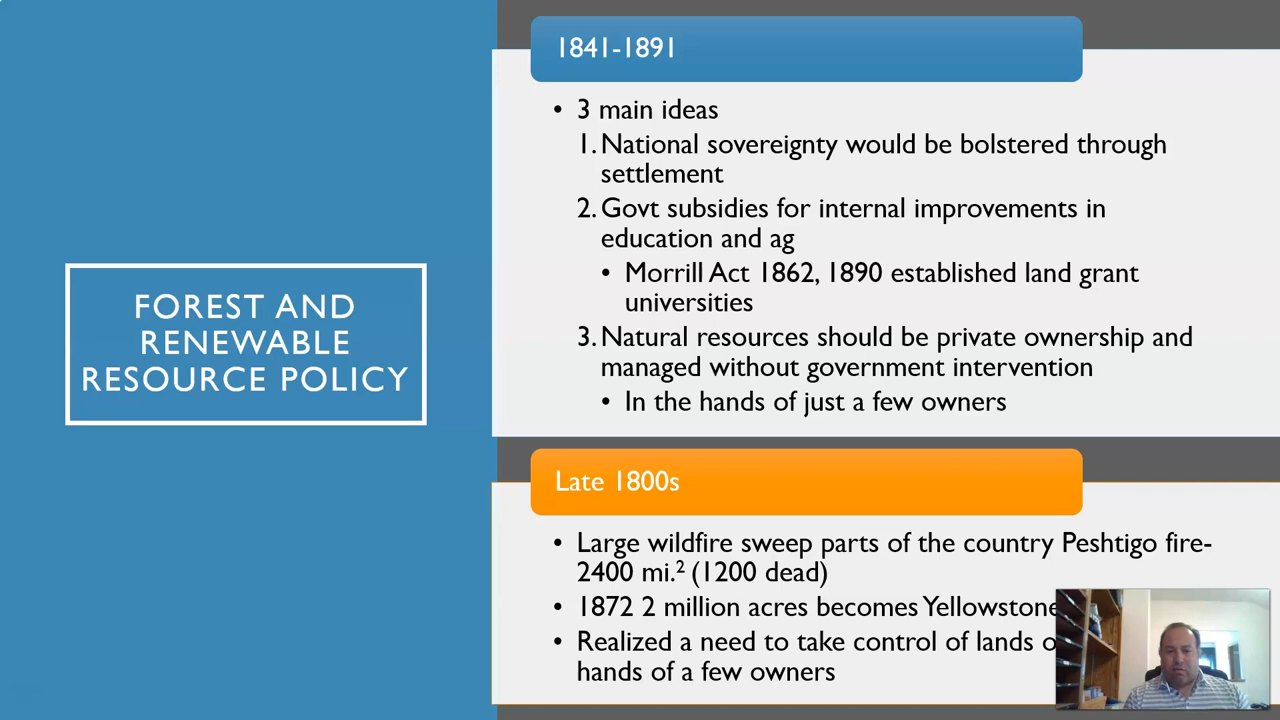 FOREST AND
RENEWABLE
RESOURCE POLICY
1841-1891
• 3 main ideas
1. National sovereignty would be bolstered through
settlement
2. Govt subsidies for internal improvements in
education and ag
• Morrill Act 1862, 1890 established land grant
universities
3. Natural resources should be private ownership and
managed without government intervention
• In the hands of just a few owners
Late 1800s
• Large wildfire sweep parts of the country Peshtigo fire-
2400 mi.² (1200 dead)
• 1872 2 million acres becomes Yellowstone
• Realized a need to take control of lands
hands of a few owners